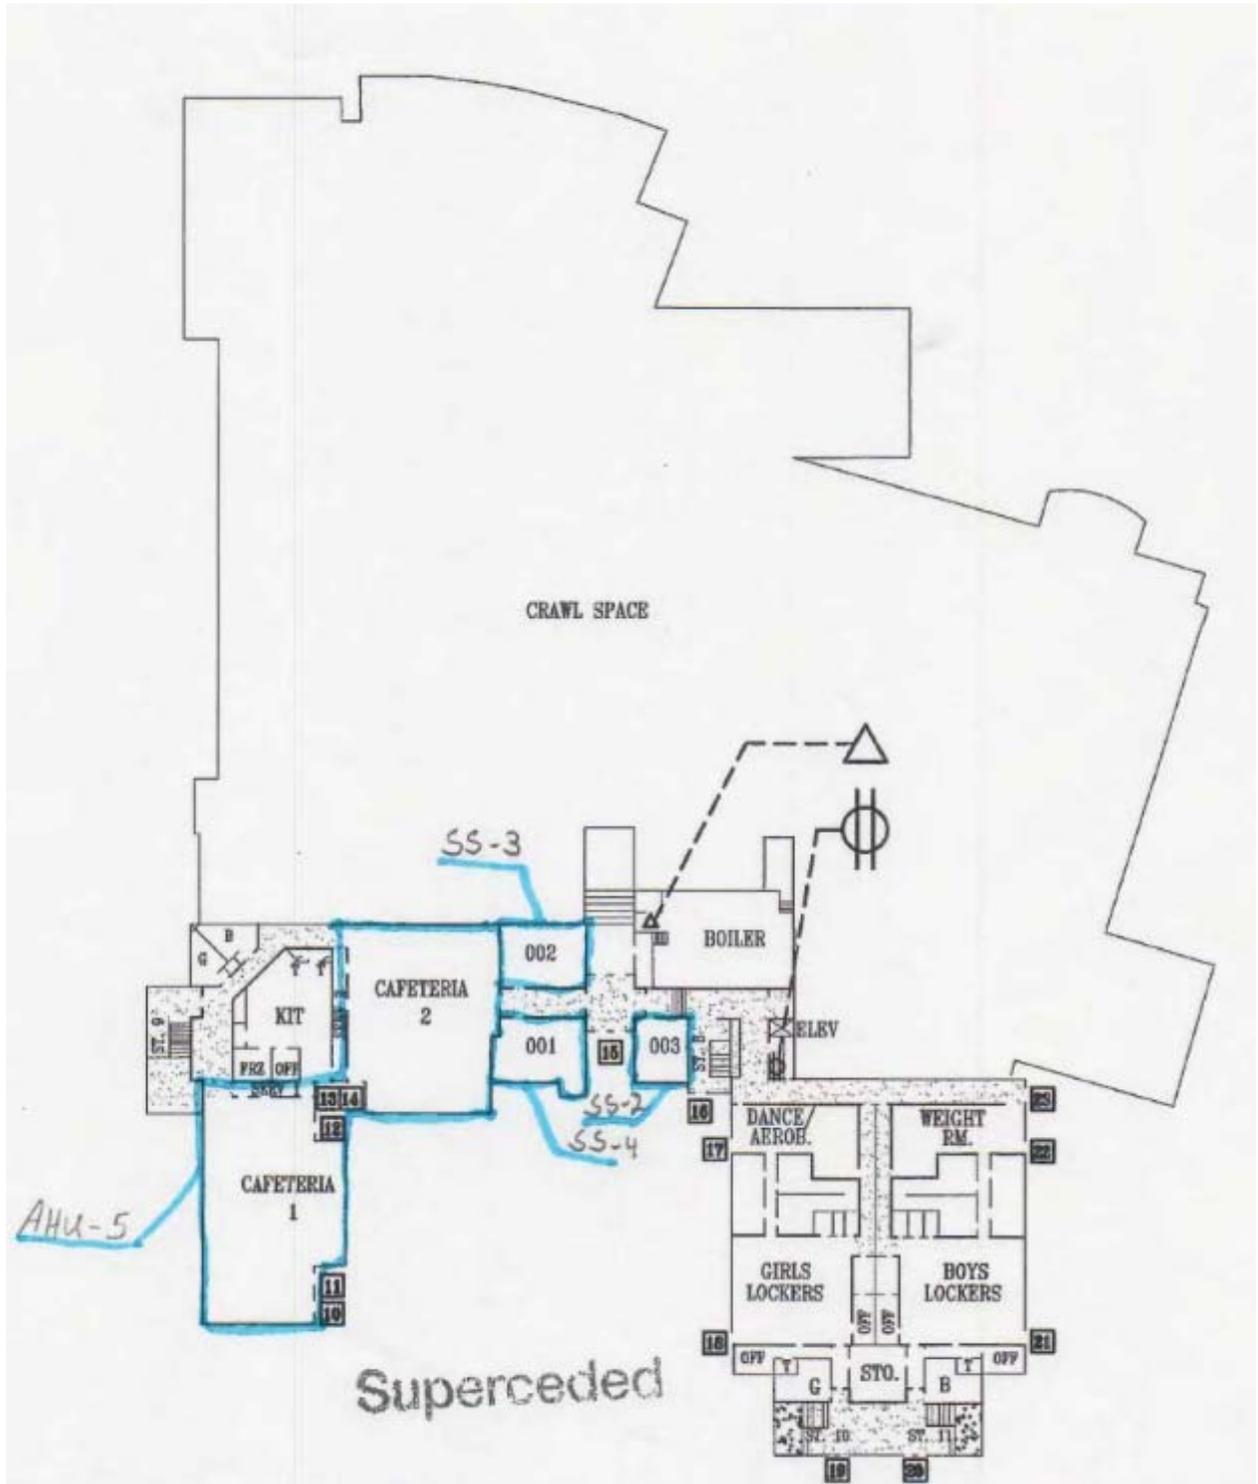 CRAWL SPACE
SS-3
B
G
BOILER
002
CAFETERIA
2
KIT
ST. 9
ELEV
001
15
003
ST. 8
FRZ
OFF
SERV
13
14
12
SS-2
SS-4
16
23
DANCE
AEROB.
WEIGHT
RM.
17
22
CAFETERIA
1
AHU-5
11
10
GIRLS
LOCKERS
BOYS
LOCKERS
OFF
OFF
18
21
OFF
T
STO.
T
OFF
G
B
Superceded
ST. 10
ST. 11
19
20